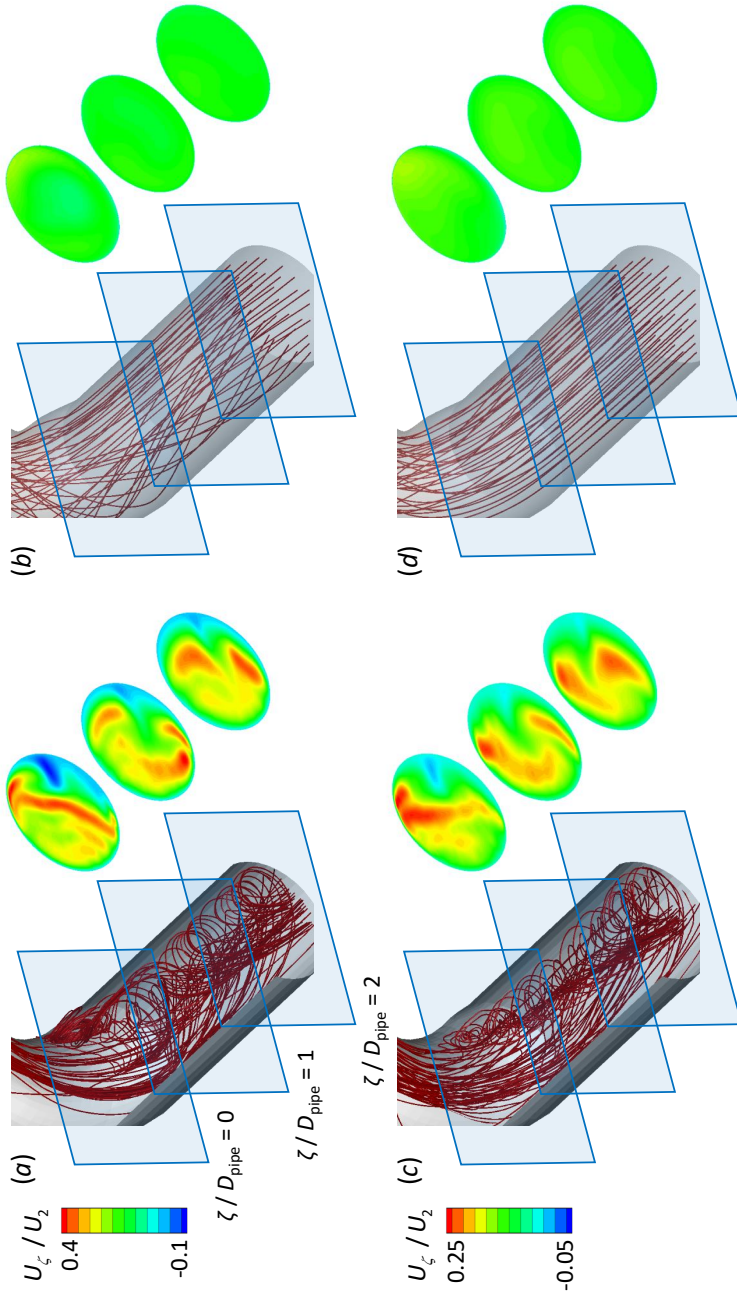 (a)
U_ζ / U_2
0.4
-0.1
ζ / D_pipe = 0
ζ / D_pipe = 1
ζ / D_pipe = 2
(b)
(c)
U_ζ / U_2
0.25
-0.05
(d)